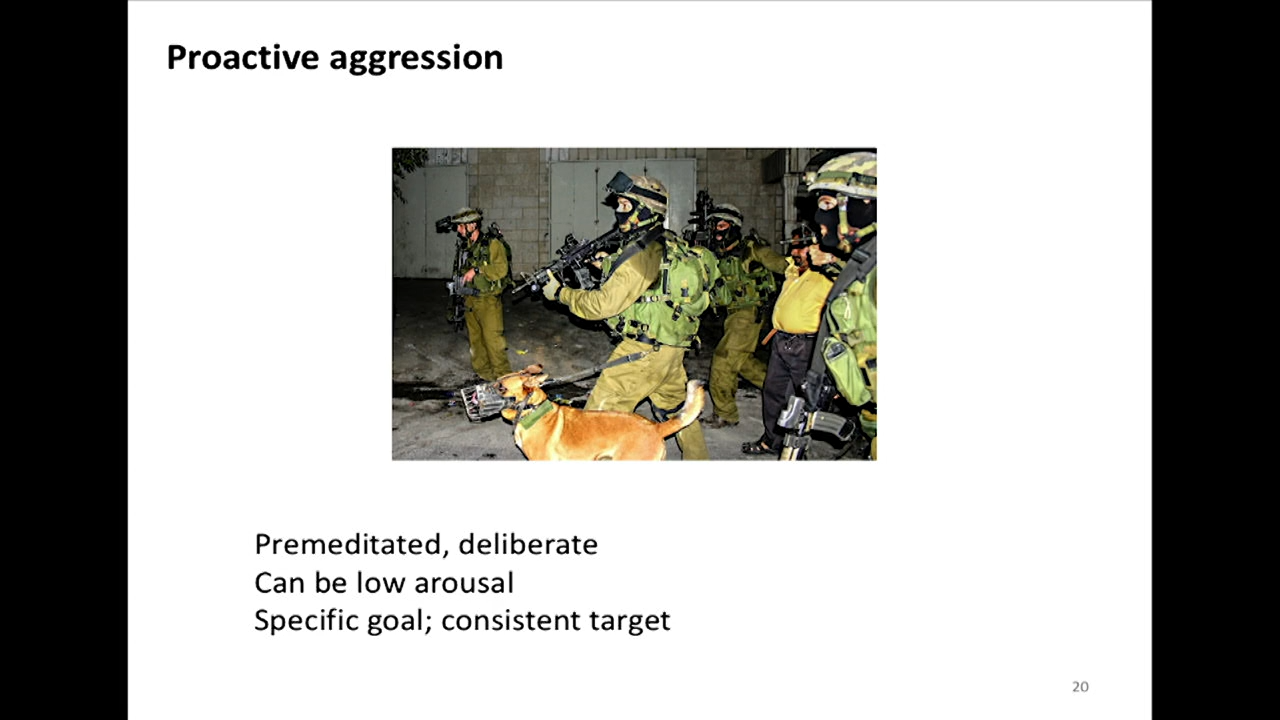 Proactive aggression
Premeditated, deliberate
Can be low arousal
Specific goal; consistent target
20